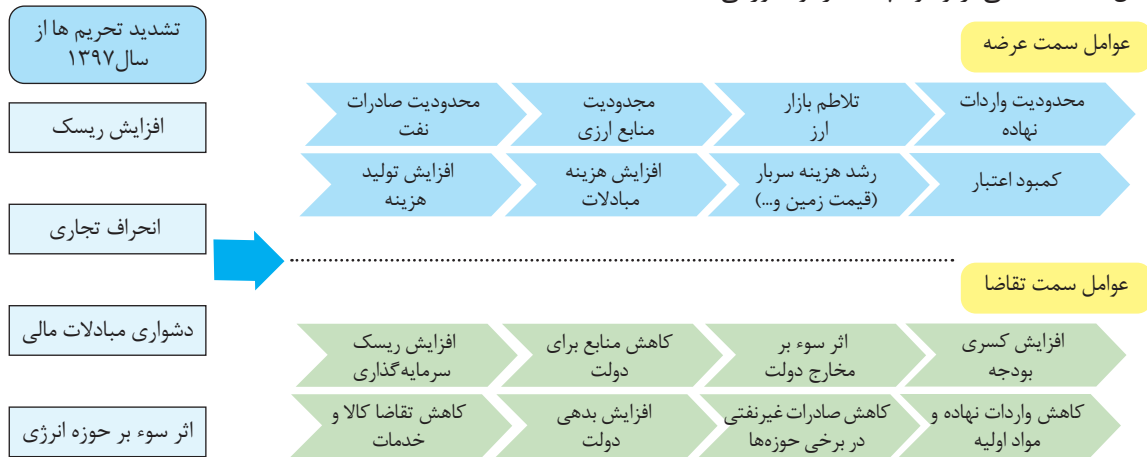 تشدید تحریم ها از
سال۱۳۹۷
افزایش ریسک
انحراف تجاری
دشواری مبادلات مالی
اثر سوء بر حوزه انرژی
عوامل سمت عرضه
محدودیت صادرات
نفت
مجدودیت
منابع ارزی
تلاطم بازار
ارز
محدودیت واردات
نهاده
افزایش تولید
هزینه
افزایش هزینه
مبادلات
رشد هزینه سربار
(قیمت زمین و...)
کمبود اعتبار
عوامل سمت تقاضا
افزایش ریسک
سرمایه‌گذاری
کاهش منابع برای
دولت
اثر سوء بر
مخارج دولت
افزایش کسری
بودجه
کاهش تقاضا کالا و
خدمات
افزایش بدهی
دولت
کاهش صادرات غیرنفتی
در برخی حوزه‌ها
کاهش واردات نهاده و
مواد اولیه